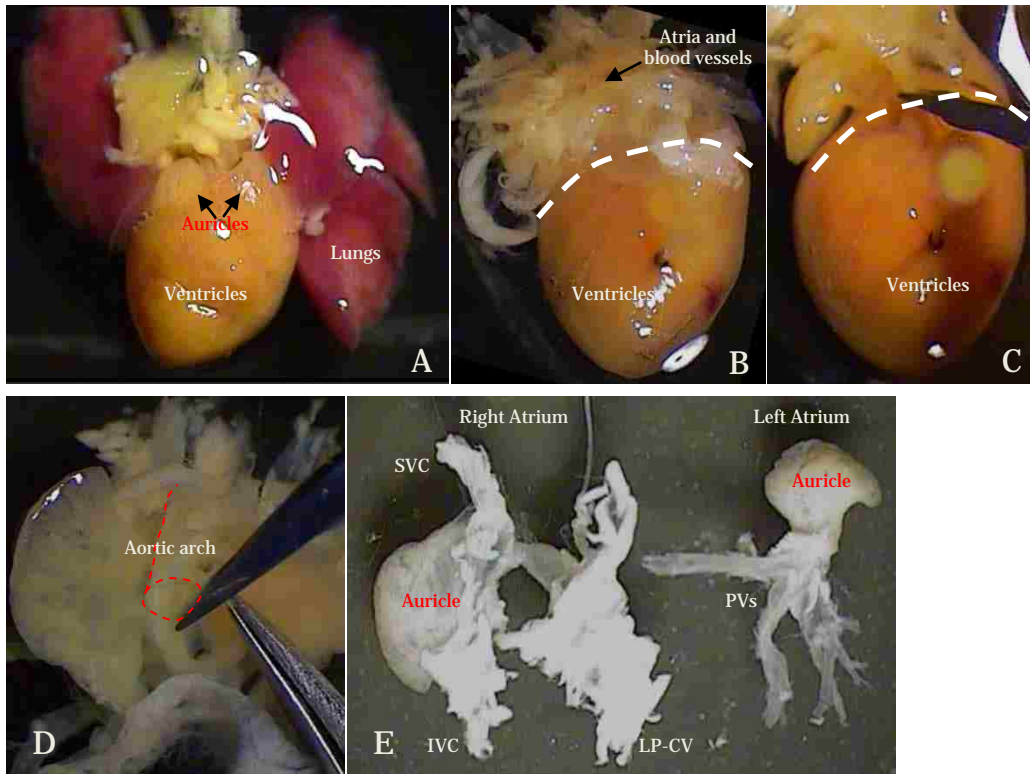 Auricles
Lungs
Ventricles
A
Atria and
blood vessels
Ventricles
B
Ventricles
C
Aortic arch
D
Right Atrium
Left Atrium
SVC
Auricle
Auricle
PVs
IVC
LP-CV
E